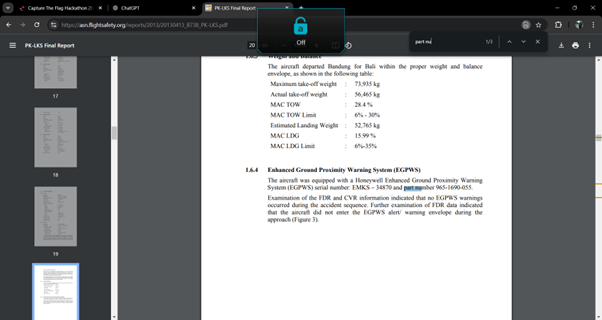 Capture The Flag Hackathon 2
ChatGPT
PK-LKS Final Report
https://asn.flightsafety.org/reports/2013/20130413_B738_PK-LKS.pdf
PK-LKS Final Report
20
a
Off
part nu
1/3
17
18
19
Weight and Balance
The aircraft departed Bandung for Bali within the proper weight and balance
envelope, as shown in the following table:
Maximum take-off weight : 73,935 kg
Actual take-off weight : 56,465 kg
MAC TOW : 28.4 %
MAC TOW Limit : 6% - 30%
Estimated Landing Weight : 52,765 kg
MAC LDG : 15.99 %
MAC LDG Limit : 6%-35%
1.6.4 Enhanced Ground Proximity Warning System (EGPWS)
The aircraft was equipped with a Honeywell Enhanced Ground Proximity Warning
System (EGPWS) serial number: EMKS – 34870 and part number 965-1690-055.
Examination of the FDR and CVR information indicated that no EGPWS warnings
occurred during the accident sequence. Further examination of FDR data indicated
that the aircraft did not enter the EGPWS alert/ warning envelope during the
approach (Figure 3).